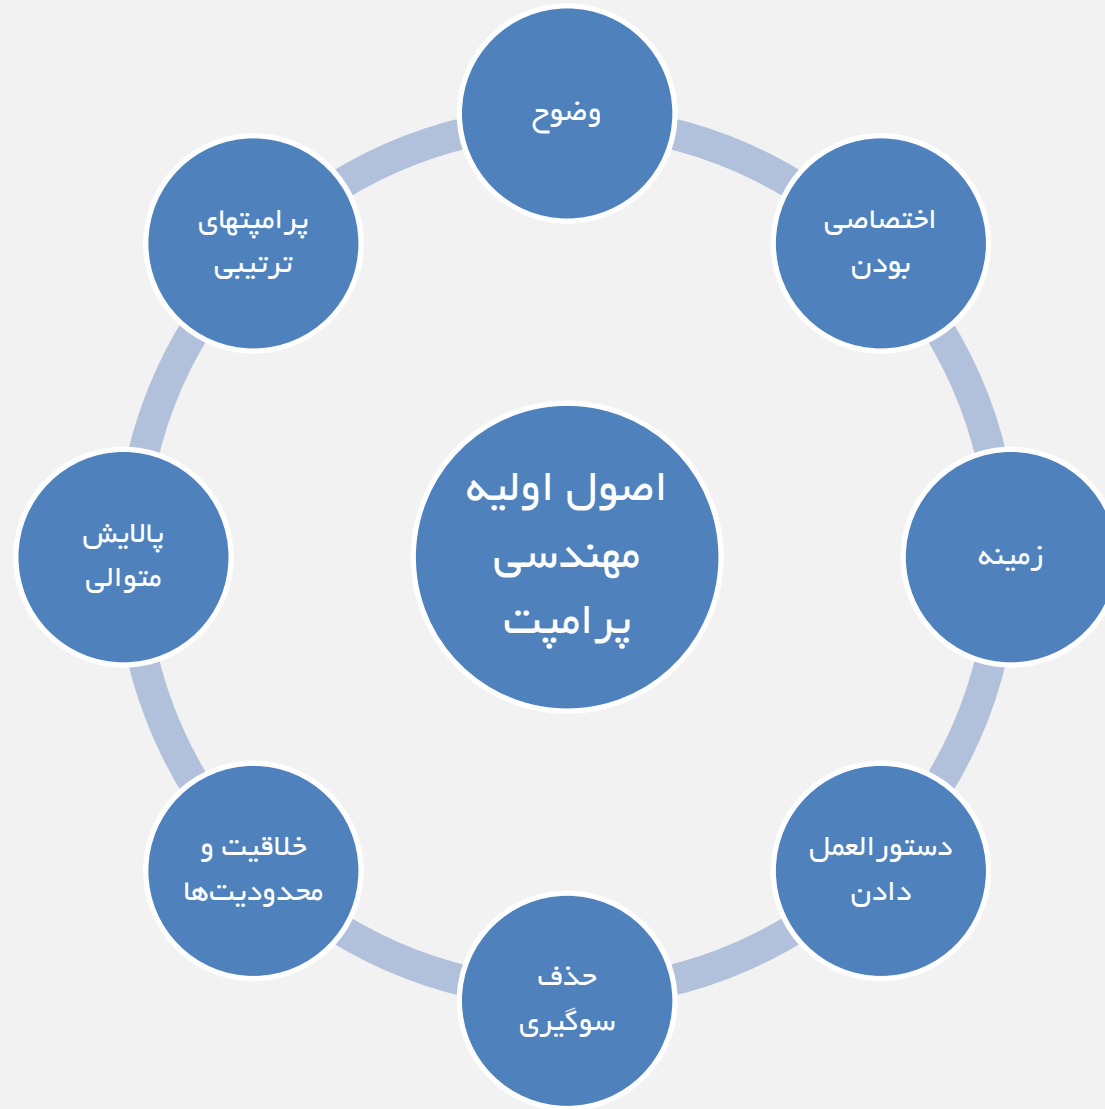 وضوح
اختصاصی
بودن
زمینه
دستورالعمل
دادن
حذف
سوگیری
خلاقیت و
محدودیت‌ها
پالایش
متوالی
پرامپتهای
ترتیبی
اصول اولیه
مهندسی
پرامپت